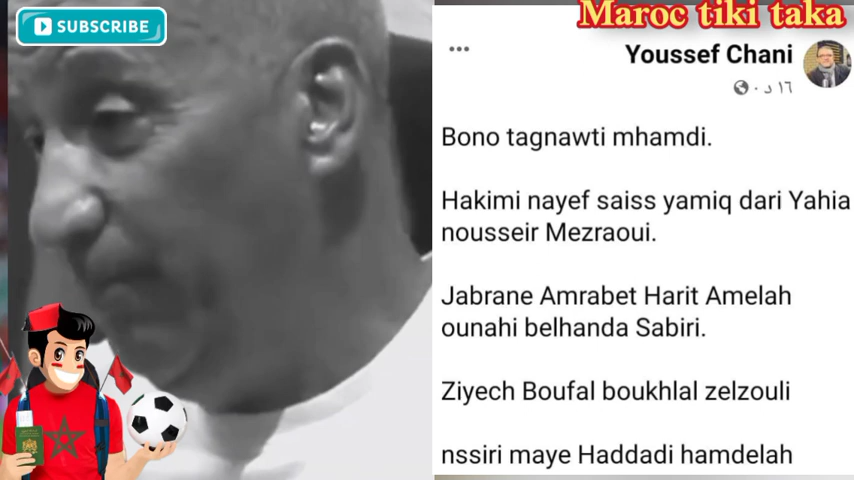 SUBSCRIBE
Maroc tiki taka
Youssef Chani
١٦ د ·
Bono tagnawti mhamdi.
Hakimi nayef saiss yamiq dari Yahia
nousseir Mezraoui.
Jabrane Amrabet Harit Amelah
ounahi belhanda Sabiri.
Ziyech Boufal boukhlal zelzouli
nssiri maye Haddadi hamdelah